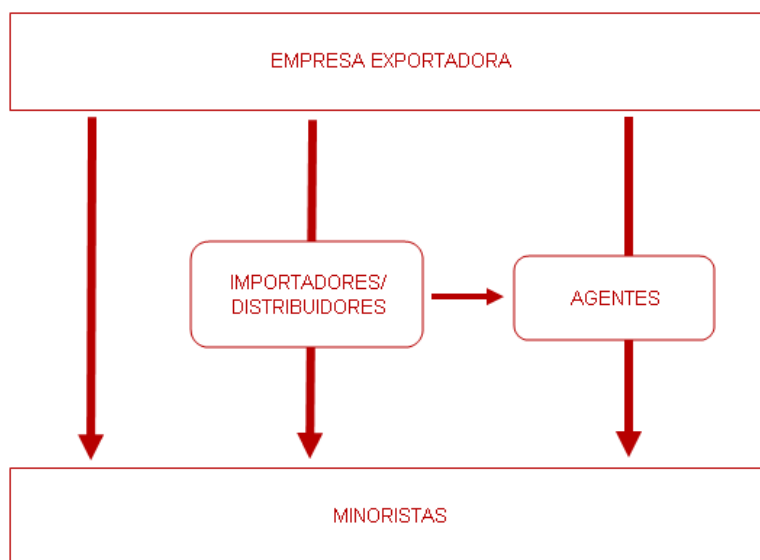 EMPRESA EXPORTADORA
IMPORTADORES/
DISTRIBUIDORES
AGENTES
MINORISTAS